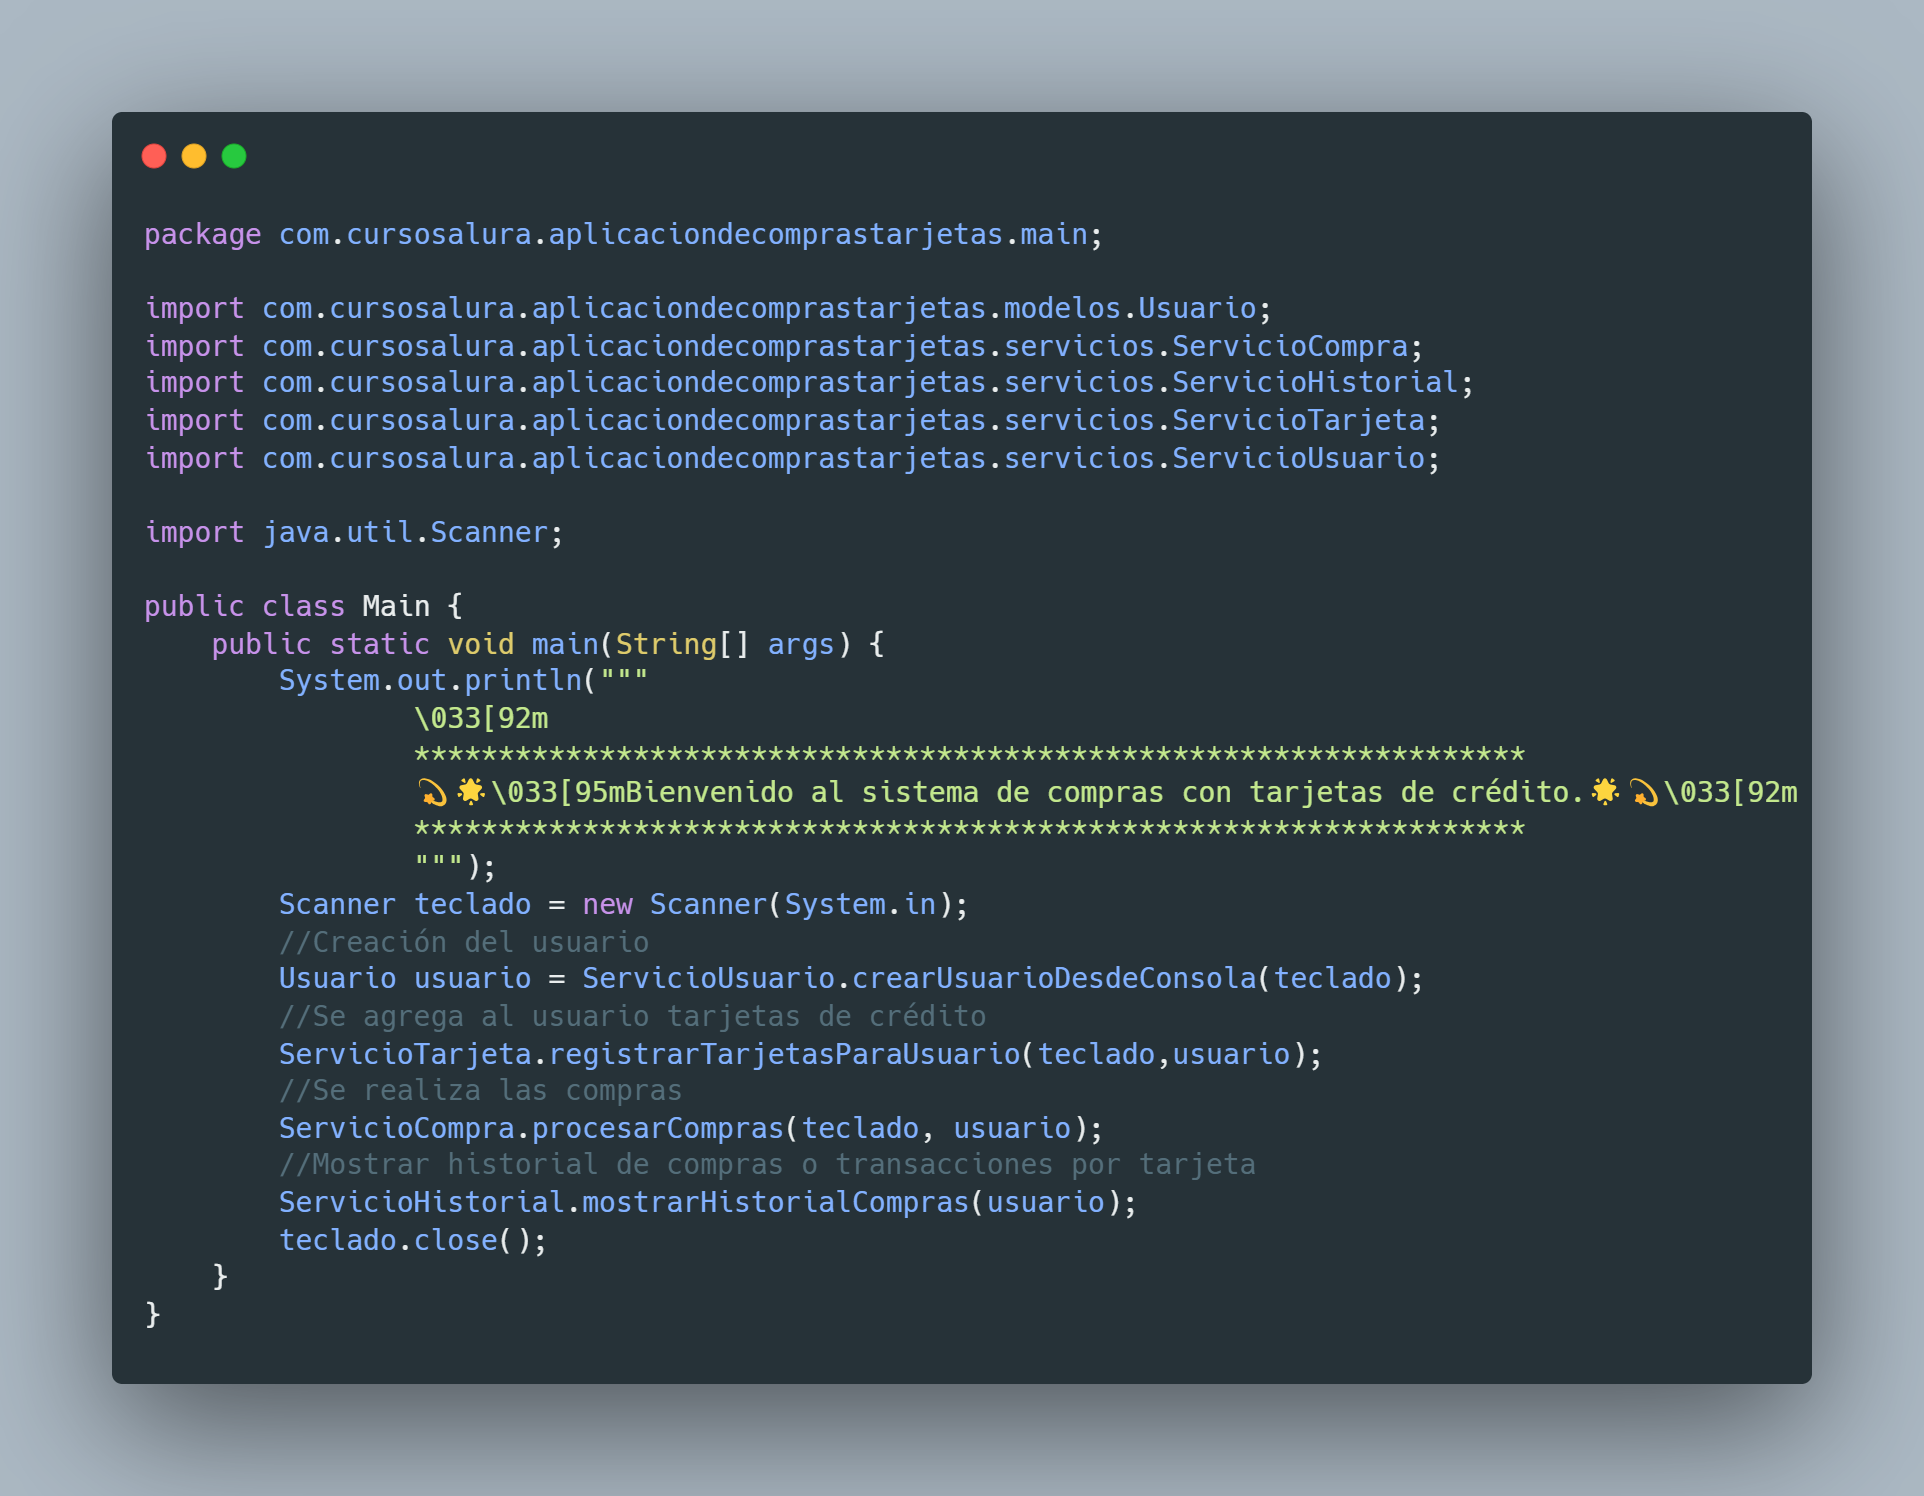 package com.cursosalura.aplicaciondecomprastarjetas.main;
import com.cursosalura.aplicaciondecomprastarjetas.modelos.Usuario;
import com.cursosalura.aplicaciondecomprastarjetas.servicios.ServicioCompra;
import com.cursosalura.aplicaciondecomprastarjetas.servicios.ServicioHistorial;
import com.cursosalura.aplicaciondecomprastarjetas.servicios.ServicioTarjeta;
import com.cursosalura.aplicaciondecomprastarjetas.servicios.ServicioUsuario;
import java.util.Scanner;
public class Main {
    public static void main(String[] args) {
        System.out.println("""
                \033[92m
                ******************************************************************
                💫🌟\033[95mBienvenido al sistema de compras con tarjetas de crédito.🌟💫\033[92m
                ******************************************************************
                """);
        Scanner teclado = new Scanner(System.in);
        //Creación del usuario
        Usuario usuario = ServicioUsuario.crearUsuarioDesdeConsola(teclado);
        //Se agrega al usuario tarjetas de crédito
        ServicioTarjeta.registrarTarjetasParaUsuario(teclado,usuario);
        //Se realiza las compras
        ServicioCompra.procesarCompras(teclado, usuario);
        //Mostrar historial de compras o transacciones por tarjeta
        ServicioHistorial.mostrarHistorialCompras(usuario);
        teclado.close();
    }
}